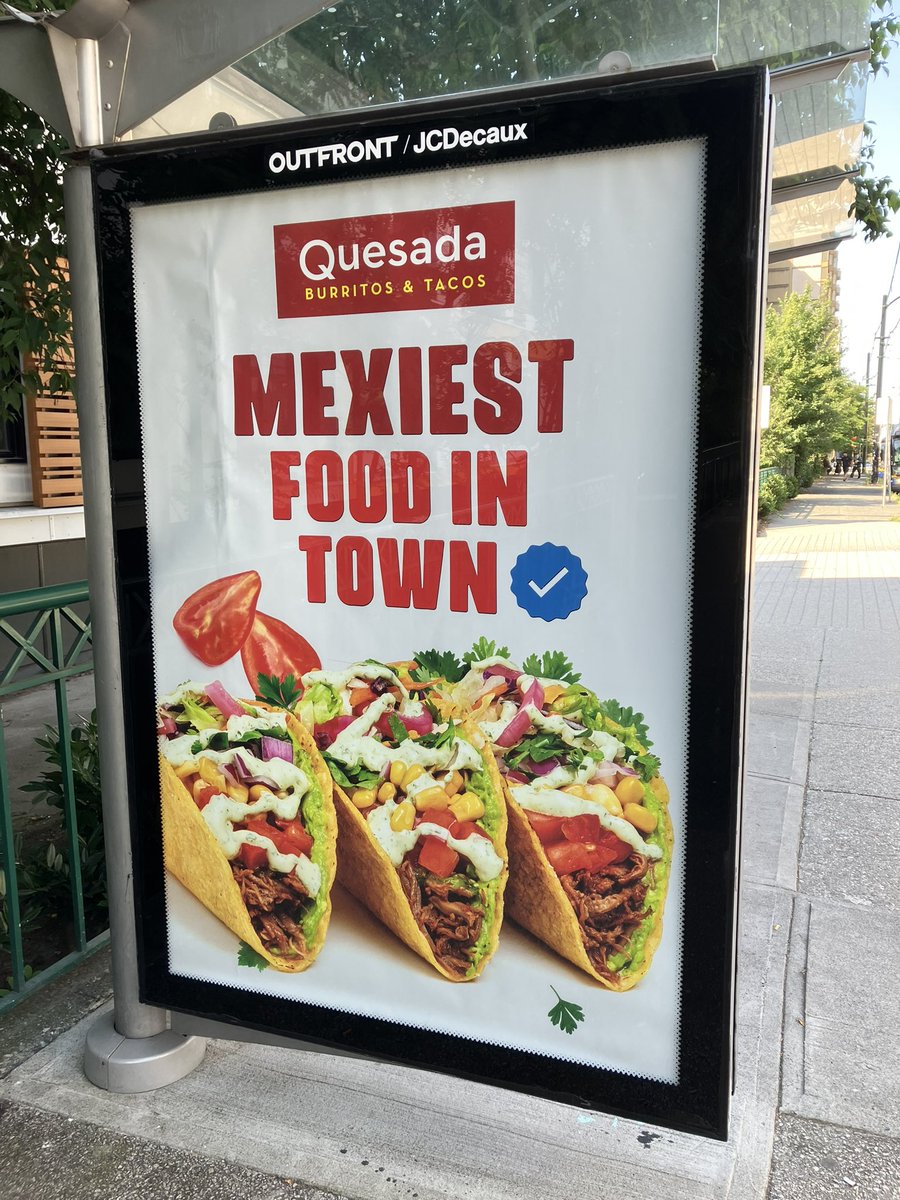 OUTFRONT / JCDecaux
Quesada
BURRITOS & TACOS
MEXIEST
FOOD IN
TOWN